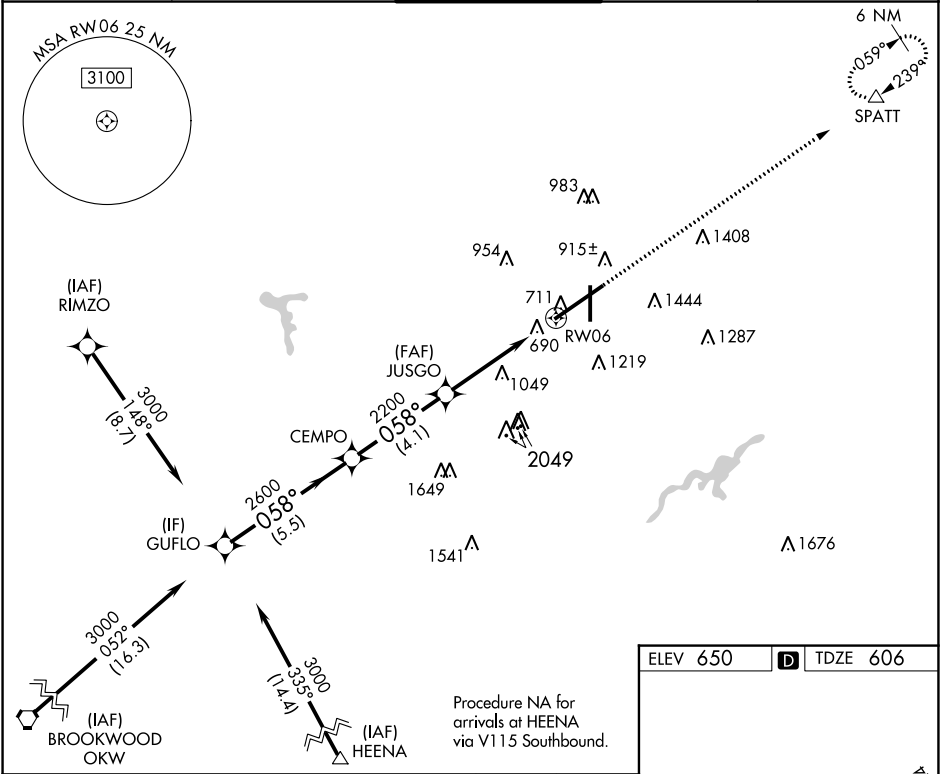 MSA RW06 25 NM
3100
6 NM
059°
239°
SPATT
983
954
915±
1408
711
1444
690
RW06
1287
1219
1049
2049
1649
1541
1676
(IAF)
RIMZO
3000
148°
(8.7)
(FAF)
JUSGO
2200
058°
(4.1)
CEMPO
2600
058°
(5.5)
(IF)
GUFLO
3000
052°
(16.3)
(IAF)
BROOKWOOD
OKW
3000
335°
(14.4)
(IAF)
HEENA
Procedure NA for
arrivals at HEENA
via V115 Southbound.
ELEV 650 D TDZE 606